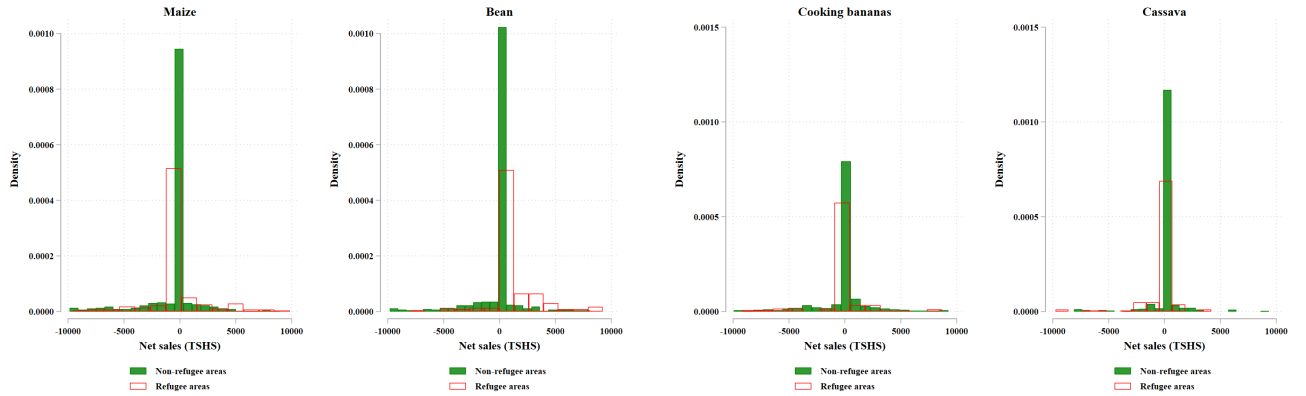 Maize
Density
0.0010
0.0008
0.0006
0.0004
0.0002
0.0000
-10000 -5000 0 5000 10000
Net sales (TSHS)
Non-refugee areas
Refugee areas
Bean
Density
0.0010
0.0008
0.0006
0.0004
0.0002
0.0000
-10000 -5000 0 5000 10000
Net sales (TSHS)
Non-refugee areas
Refugee areas
Cooking bananas
Density
0.0015
0.0010
0.0005
0.0000
-10000 -5000 0 5000 10000
Net sales (TSHS)
Non-refugee areas
Refugee areas
Cassava
Density
0.0015
0.0010
0.0005
0.0000
-10000 -5000 0 5000 10000
Net sales (TSHS)
Non-refugee areas
Refugee areas